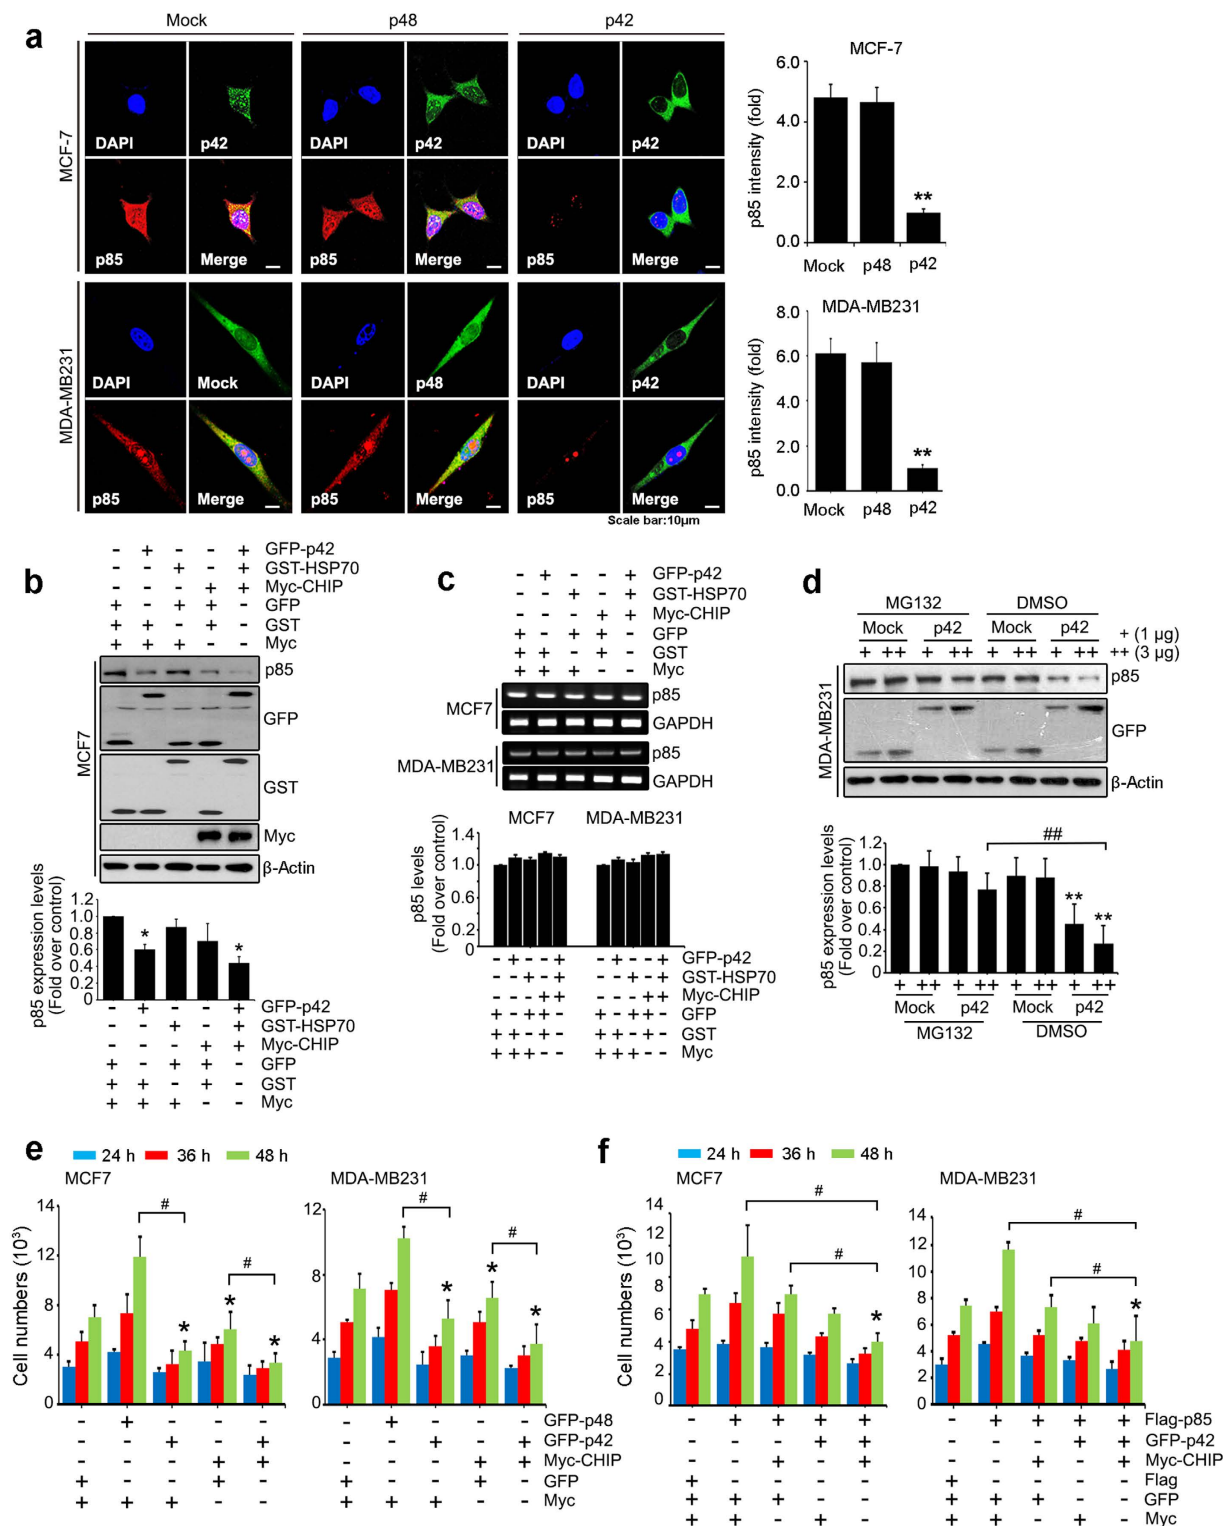 a
Mock p48 p42
MCF-7
DAPI p42 DAPI p42 DAPI p42
p85 Merge p85 Merge p85 Merge
MDA-MB231
DAPI Mock DAPI p48 DAPI p42
p85 Merge p85 Merge p85 Merge
Scale bar:10µm
MCF-7
p85 intensity (fold)
6.0
4.0
2.0
0.0
**
Mock p48 p42
MDA-MB231
p85 intensity (fold)
8.0
6.0
4.0
2.0
0.0
**
Mock p48 p42
b
- + - - + GFP-p42
- - + - + GST-HSP70
- - - + + Myc-CHIP
+ - + + - GFP
+ + - + - GST
+ + + - - Myc
MCF7
p85
GFP
GST
Myc
β-Actin
p85 expression levels
(Fold over control)
1.2
1.0
0.8
0.6
0.4
0.2
0
* *
- + - - + GFP-p42
- - + - + GST-HSP70
- - - + + Myc-CHIP
+ - + + - GFP
+ + - + - GST
+ + + - - Myc
c
- + - - + GFP-p42
- - + - + GST-HSP70
- - - + + Myc-CHIP
+ - + + - GFP
+ + - + - GST
+ + + - - Myc
MCF7
p85
GAPDH
MDA-MB231
p85
GAPDH
MCF7 MDA-MB231
p85 levels
(Fold over control)
1.4
1.0
0.6
0.2
0
GFP-p42
GST-HSP70
Myc-CHIP
GFP
GST
Myc
d
MG132 DMSO
Mock p42 Mock p42 + (1 µg)
+ ++ + ++ + ++ + ++ ++ (3 µg)
MDA-MB231
p85
GFP
β-Actin
p85 expression levels
(Fold over control)
1.2
1.0
0.8
0.6
0.4
0.2
0
##
** **
+ ++ + ++ + ++ + ++
Mock p42 Mock p42
MG132 DMSO
e
24 h 36 h 48 h
MCF7 MDA-MB231
Cell numbers (10³)
14
12
8
4
0
# #
* * *
12
8
4
0
# #
* * *
- + - - - - + - - - GFP-p48
- - + - + - - + - + GFP-p42
- - - + + - - - + + Myc-CHIP
+ - - + - + - - + - GFP
+ + + - - + + + - - Myc
f
24 h 36 h 48 h
MCF7 MDA-MB231
Cell numbers (10³)
14
12
10
8
6
4
2
0
# #
*
14
12
10
8
6
4
2
0
# #
*
- + + + + - + + + + Flag-p85
- - - + + - - - + + GFP-p42
- - + - + - - + - + Myc-CHIP
+ - - - - + - - - - Flag
+ + + - - + + + - - GFP
+ + - + - + + - + - Myc